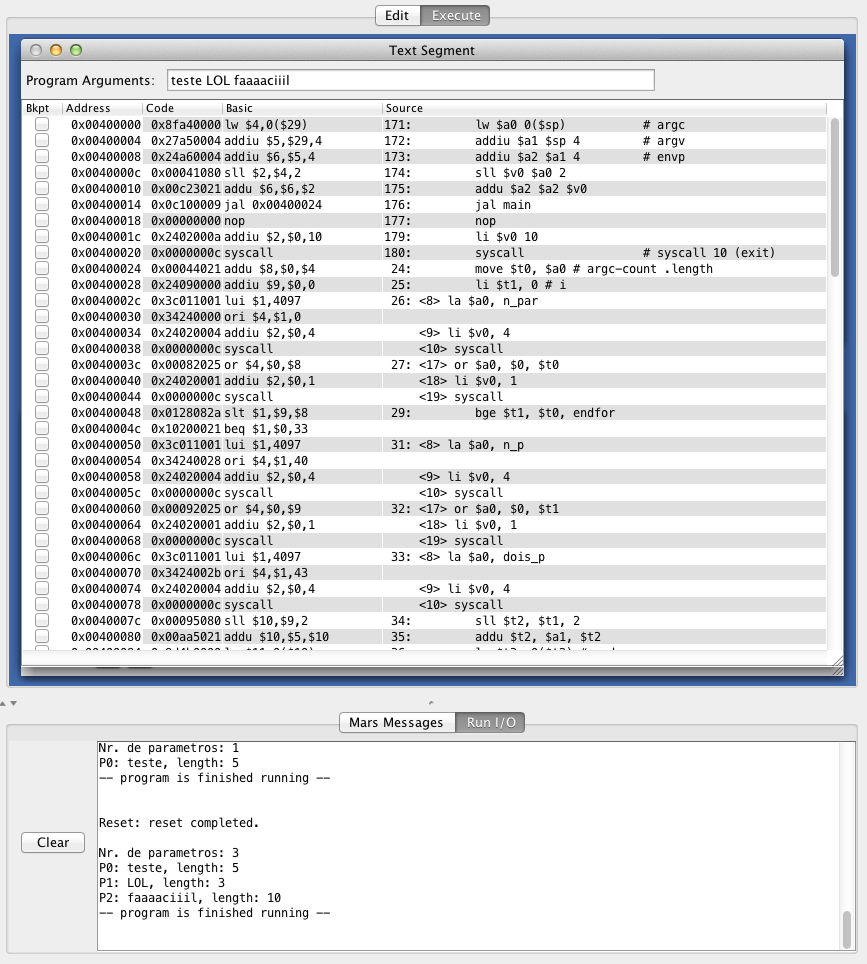 Edit Execute
Text Segment
Program Arguments: teste LOL faaaaciiil
Bkpt Address Code Basic Source
0x00400000 0x8fa40000 lw $4,0($29) 171: lw $a0 0($sp) # argc
0x00400004 0x27a50004 addiu $5,$29,4 172: addiu $a1 $sp 4 # argv
0x00400008 0x24a60004 addiu $6,$5,4 173: addiu $a2 $a1 4 # envp
0x0040000c 0x00041080 sll $2,$4,2 174: sll $v0 $a0 2
0x00400010 0x00c23021 addu $6,$6,$2 175: addu $a2 $a2 $v0
0x00400014 0x0c100009 jal 0x00400024 176: jal main
0x00400018 0x00000000 nop 177: nop
0x0040001c 0x2402000a addiu $2,$0,10 179: li $v0 10
0x00400020 0x0000000c syscall 180: syscall # syscall 10 (exit)
0x00400024 0x00044021 addu $8,$0,$4 24: move $t0, $a0 # argc-count .length
0x00400028 0x24090000 addiu $9,$0,0 25: li $t1, 0 # i
0x0040002c 0x3c011001 lui $1,4097 26: <8> la $a0, n_par
0x00400030 0x34240000 ori $4,$1,0
0x00400034 0x24020004 addiu $2,$0,4 <9> li $v0, 4
0x00400038 0x0000000c syscall <10> syscall
0x0040003c 0x00082025 or $4,$0,$8 27: <17> or $a0, $0, $t0
0x00400040 0x24020001 addiu $2,$0,1 <18> li $v0, 1
0x00400044 0x0000000c syscall <19> syscall
0x00400048 0x0128082a slt $1,$9,$8 29: bge $t1, $t0, endfor
0x0040004c 0x10200021 beq $1,$0,33
0x00400050 0x3c011001 lui $1,4097 31: <8> la $a0, n_p
0x00400054 0x34240028 ori $4,$1,40
0x00400058 0x24020004 addiu $2,$0,4 <9> li $v0, 4
0x0040005c 0x0000000c syscall <10> syscall
0x00400060 0x00092025 or $4,$0,$9 32: <17> or $a0, $0, $t1
0x00400064 0x24020001 addiu $2,$0,1 <18> li $v0, 1
0x00400068 0x0000000c syscall <19> syscall
0x0040006c 0x3c011001 lui $1,4097 33: <8> la $a0, dois_p
0x00400070 0x3424002b ori $4,$1,43
0x00400074 0x24020004 addiu $2,$0,4 <9> li $v0, 4
0x00400078 0x0000000c syscall <10> syscall
0x0040007c 0x00095080 sll $10,$9,2 34: sll $t2, $t1, 2
0x00400080 0x00aa5021 addu $10,$5,$10 35: addu $t2, $a1, $t2
Mars Messages Run I/O
Clear
Nr. de parametros: 1
P0: teste, length: 5
-- program is finished running --
Reset: reset completed.
Nr. de parametros: 3
P0: teste, length: 5
P1: LOL, length: 3
P2: faaaaciiil, length: 10
-- program is finished running --